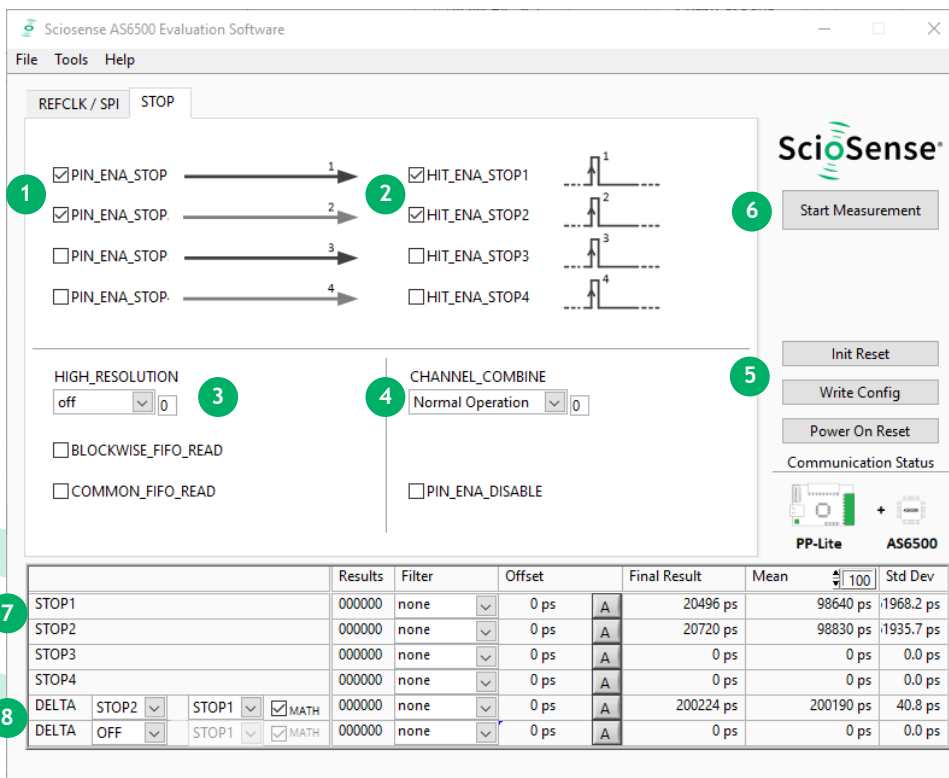 Sciosense AS6500 Evaluation Software
File Tools Help
REFCLK / SPI STOP
ScioSense
1 PIN_ENA_STOP 1 2 HIT_ENA_STOP1 1
PIN_ENA_STOP. 2 HIT_ENA_STOP2 2
6 Start Measurement
PIN_ENA_STOP. 3 HIT_ENA_STOP3 3
PIN_ENA_STOP. 4 HIT_ENA_STOP4 4
Init Reset
HIGH_RESOLUTION 3 CHANNEL_COMBINE 5
off 0 4 Normal Operation 0 Write Config
Power On Reset
BLOCKWISE_FIFO_READ
Communication Status
COMMON_FIFO_READ PIN_ENA_DISABLE
+
PP-Lite AS6500
Results Filter Offset Final Result Mean 100 Std Dev
7 STOP1 000000 none 0 ps A 20496 ps 98640 ps 1968.2 ps
STOP2 000000 none 0 ps A 20720 ps 98830 ps 1935.7 ps
STOP3 000000 none 0 ps A 0 ps 0 ps 0.0 ps
STOP4 000000 none 0 ps A 0 ps 0 ps 0.0 ps
8 DELTA STOP2 STOP1 MATH 000000 none 0 ps A 200224 ps 200190 ps 40.8 ps
DELTA OFF STOP1 MATH 000000 none 0 ps A 0 ps 0 ps 0.0 ps